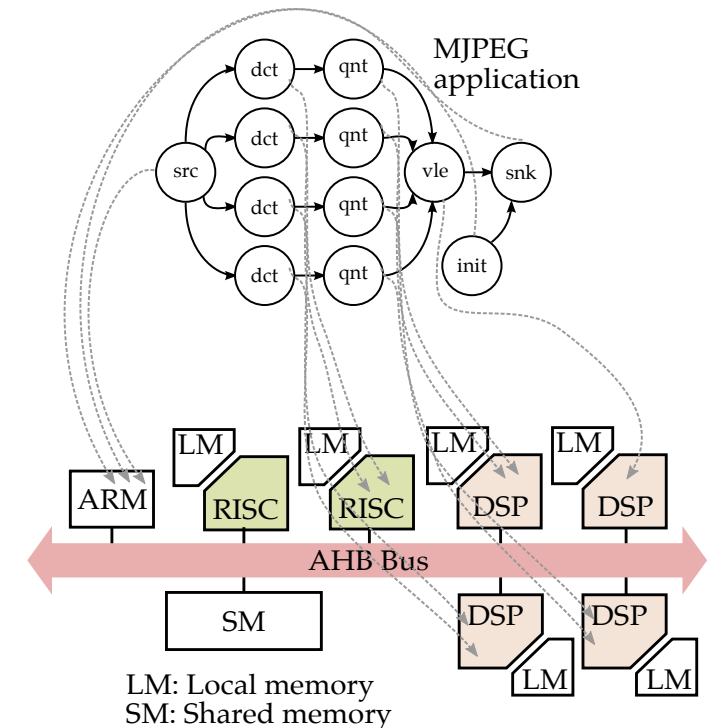 MJPEG
application
dct
qnt
dct
qnt
src
vle
snk
dct
qnt
init
dct
qnt
LM
LM
LM
LM
ARM
RISC
RISC
DSP
DSP
AHB Bus
SM
DSP
DSP
LM
LM
LM: Local memory
SM: Shared memory